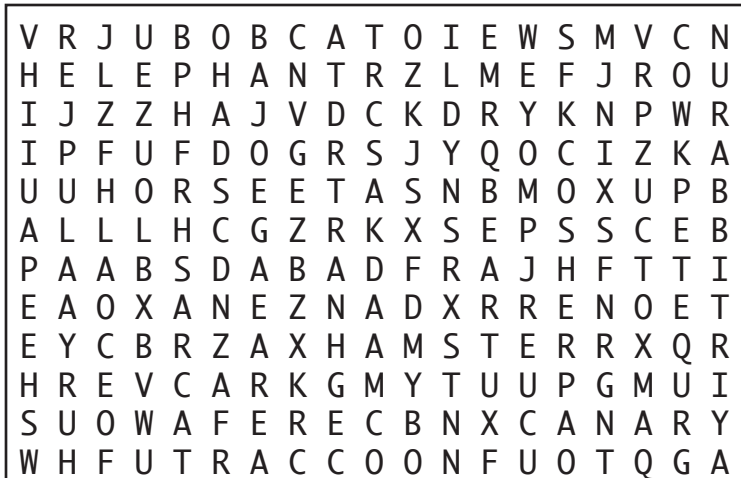 V R J U B O B C A T O I E W S M V C N
H E L E P H A N T R Z L M E F J R O U
I J Z Z H A J V D C K D R Y K N P W R
I P F U F D O G R S J Y Q O C I Z K A
U U H O R S E E T A S N B M O X U P B
A L L L H C G Z R K X S E P S S C E B
P A A B S D A B A D F R A J H F T T I
E A O X A N E Z N A D X R R E N O E T
E Y C B R Z A X H A M S T E R R X Q R
H R E V C A R K G M Y T U U P G M U I
S U O W A F E R E C B N X C A N A R Y
W H F U T R A C C O O N F U O T Q G A